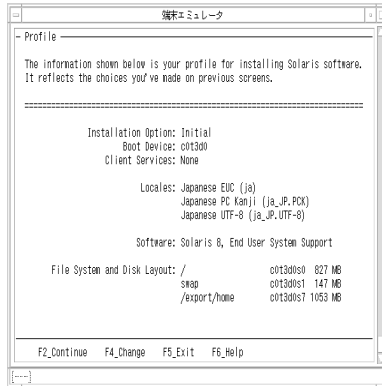 端末エミュレータ
- Profile
The information shown below is your profile for installing Solaris software.
It reflects the choices you've made on previous screens.
================================================================================
Installation Option: Initial
Boot Device: c0t3d0
Client Services: None
Locales: Japanese EUC (ja)
Japanese PC Kanji (ja_JP.PCK)
Japanese UTF-8 (ja_JP.UTF-8)
Software: Solaris 8, End User System Support
File System and Disk Layout: / c0t3d0s0 827 MB
swap c0t3d0s1 147 MB
/export/home c0t3d0s7 1053 MB
F2_Continue F4_Change F5_Exit F6_Help
[---]